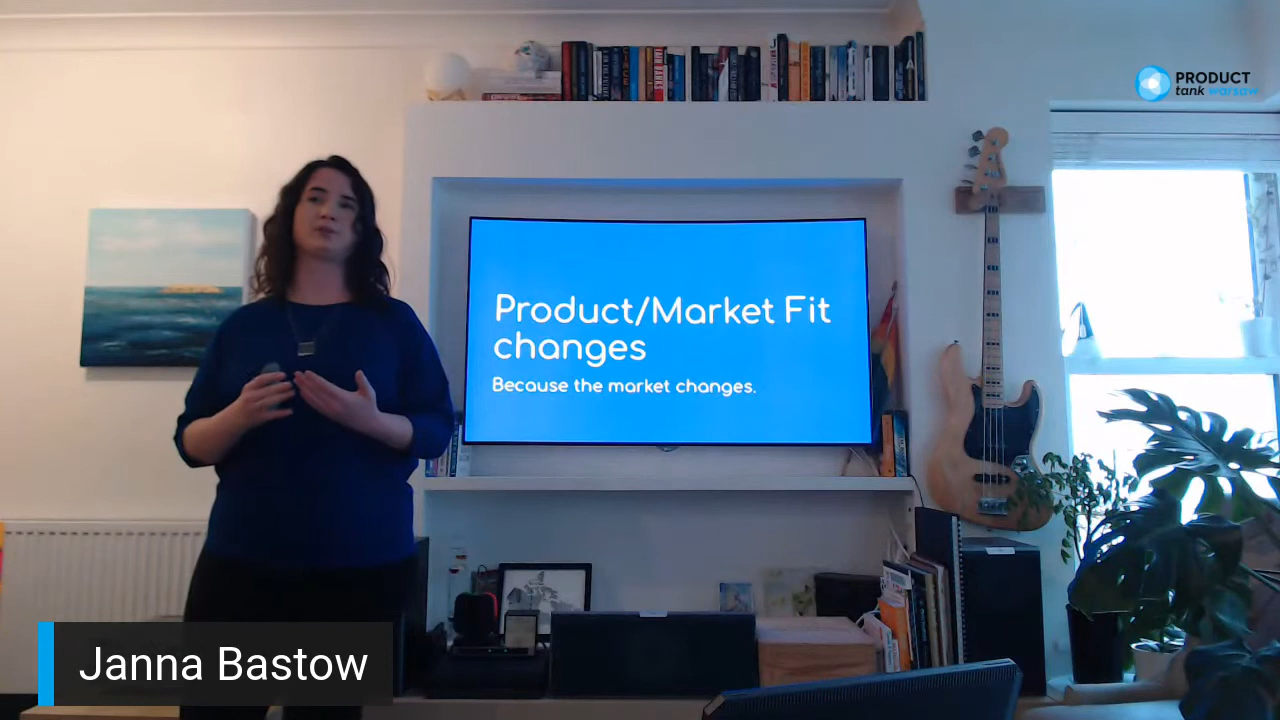 PRODUCT
tank warsaw
Product/Market Fit
changes
Because the market changes.
Janna Bastow